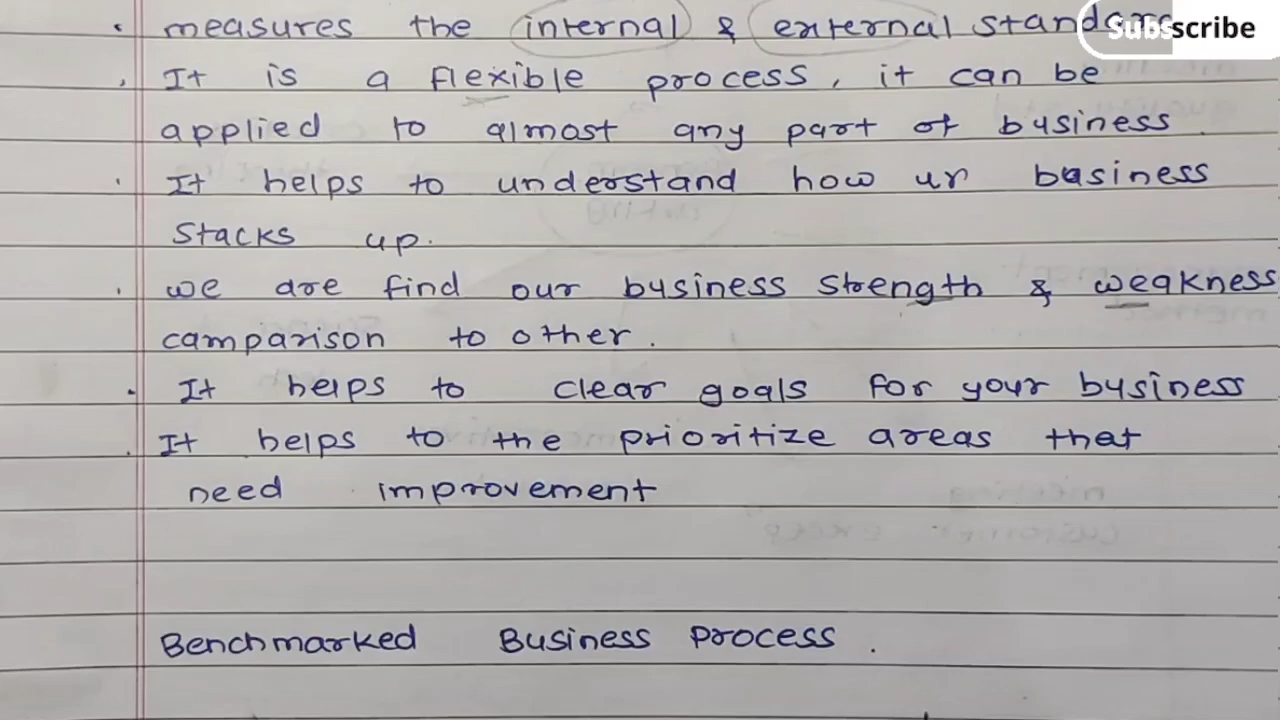 measures the internal & external standard
Subscribe
It is a flexible process, it can be
applied to almost any part of business.
It helps to understand how ur business
Stacks up.
we are find our business strength & weakness
camparison to other.
It helps to clear goals for your business
It helps to the prioritize areas that
need improvement
Benchmarked Business process.